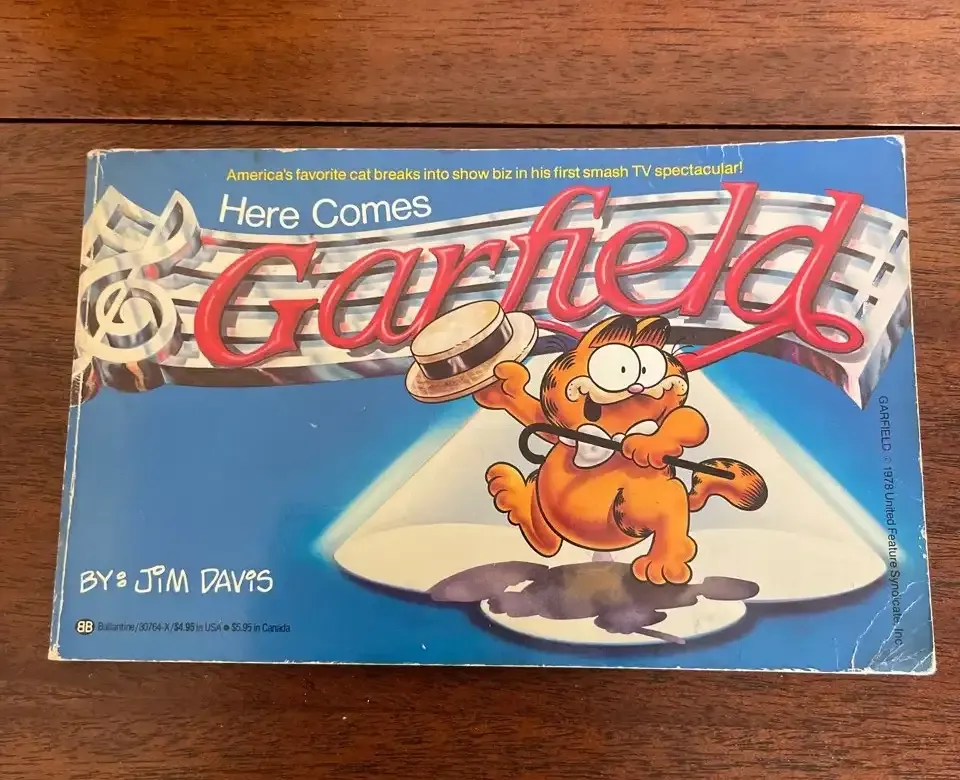 America's favorite cat breaks into show biz in his first smash TV spectacular!
Here Comes
Garfield
GARFIELD © 1978 United Feature Syndicate, Inc.
BY: JIM DAVIS
BB Ballantine/30764-X/$4.95 in USA ● $5.95 in Canada